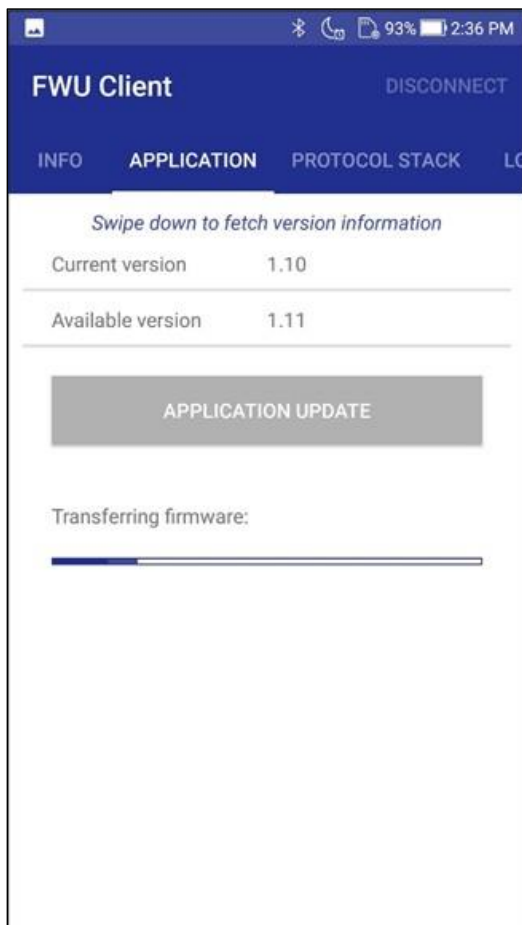 93% 2:36 PM
FWU Client DISCONNECT
INFO APPLICATION PROTOCOL STACK LO
Swipe down to fetch version information
Current version 1.10
Available version 1.11
APPLICATION UPDATE
Transferring firmware: